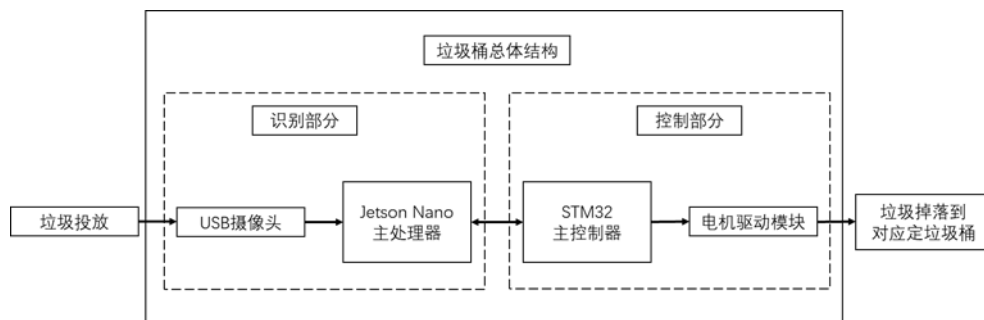 垃圾桶总体结构
识别部分
控制部分
垃圾投放
USB摄像头
Jetson Nano
主处理器
STM32
主控制器
电机驱动模块
垃圾掉落到
对应定垃圾桶